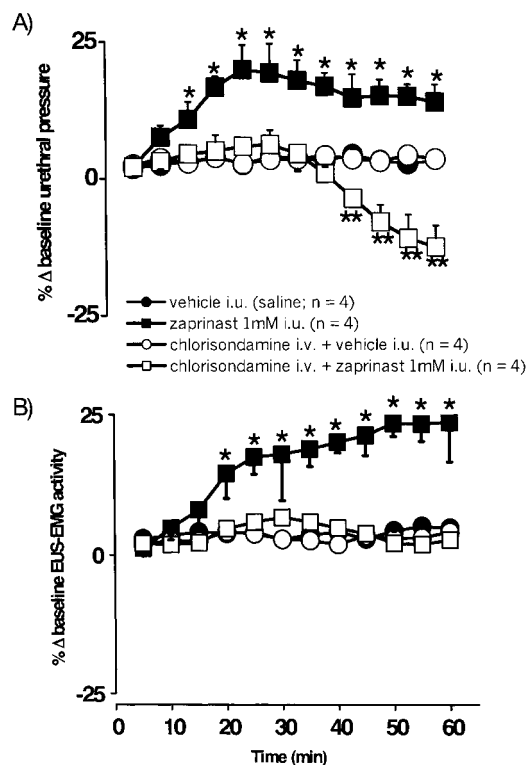 A)
% Δ baseline urethral pressure
25
0
-25
* * * * * * * * * *
** ** ** **
vehicle i.u. (saline; n = 4)
zaprinast 1mM i.u. (n = 4)
chlorisondamine i.v. + vehicle i.u. (n = 4)
chlorisondamine i.v. + zaprinast 1mM i.u. (n = 4)
B)
% Δ baseline EUS-EMG activity
25
0
-25
* * * * * * * * *
0 10 20 30 40 50 60
Time (min)